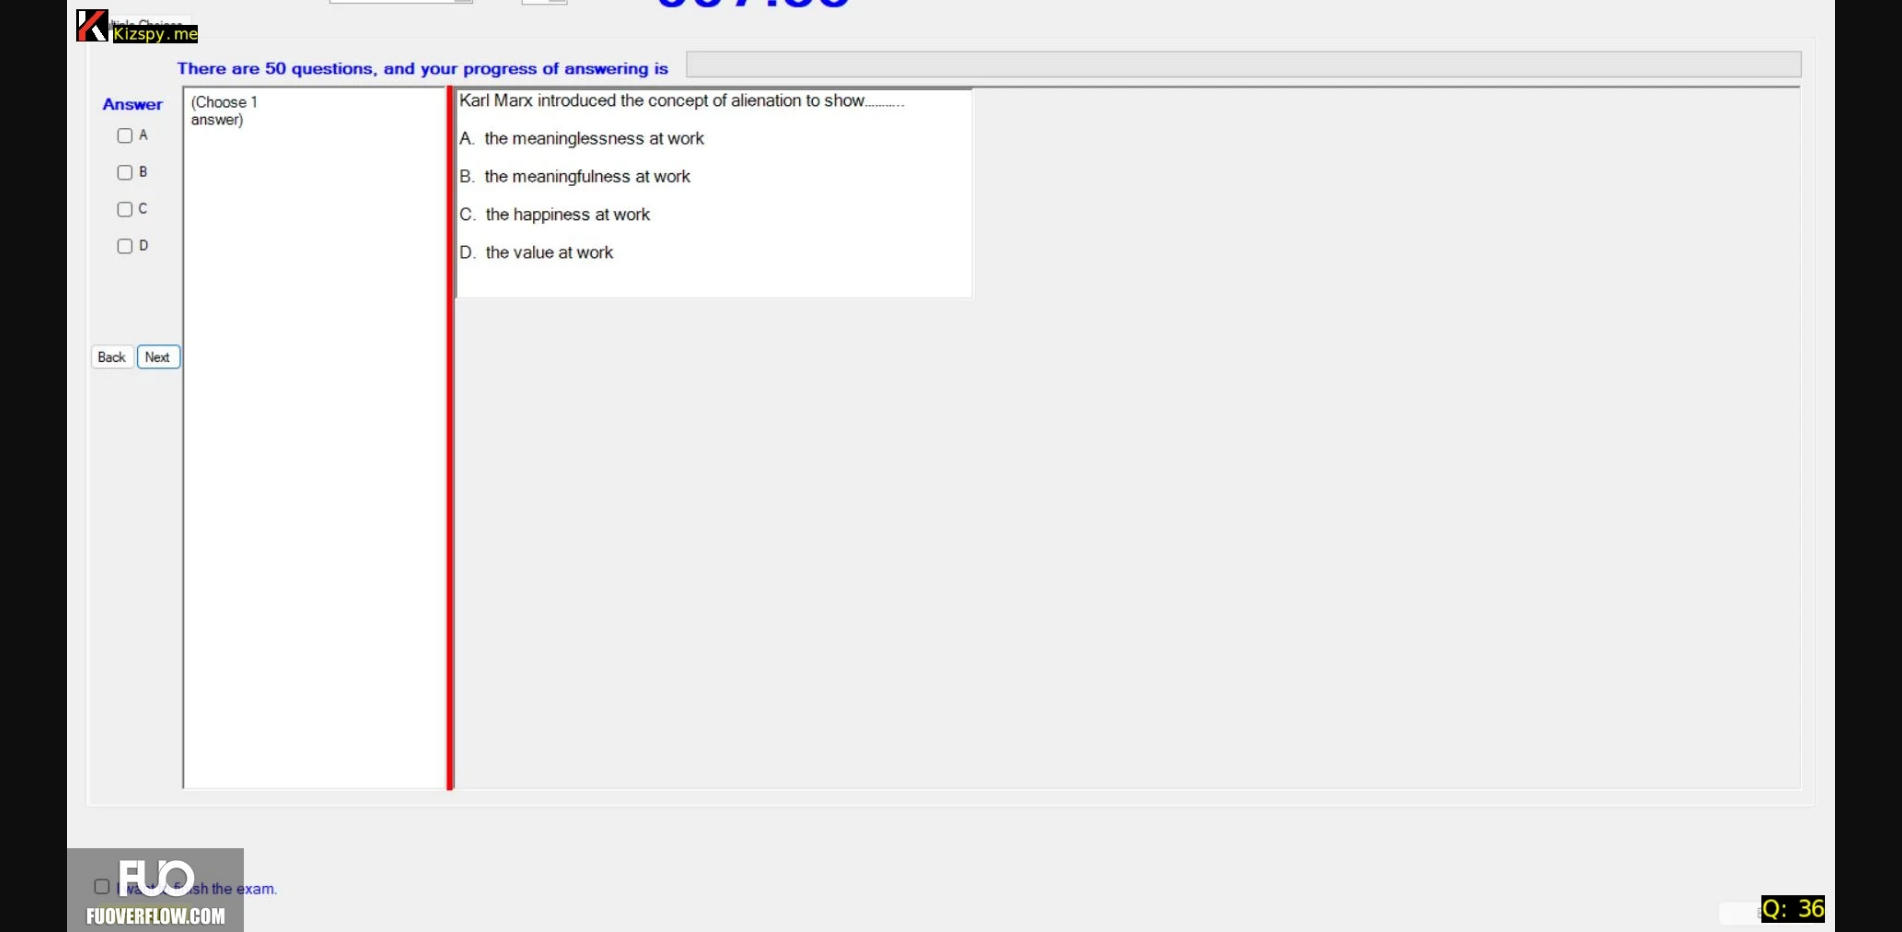 Kizspy.me
There are 50 questions, and your progress of answering is
Answer
(Choose 1
answer)
A
B
C
D
Back
Next
Karl Marx introduced the concept of alienation to show...........
A. the meaninglessness at work
B. the meaningfulness at work
C. the happiness at work
D. the value at work
FUO
FUOVERFLOW.COM
sh the exam.
Q: 36